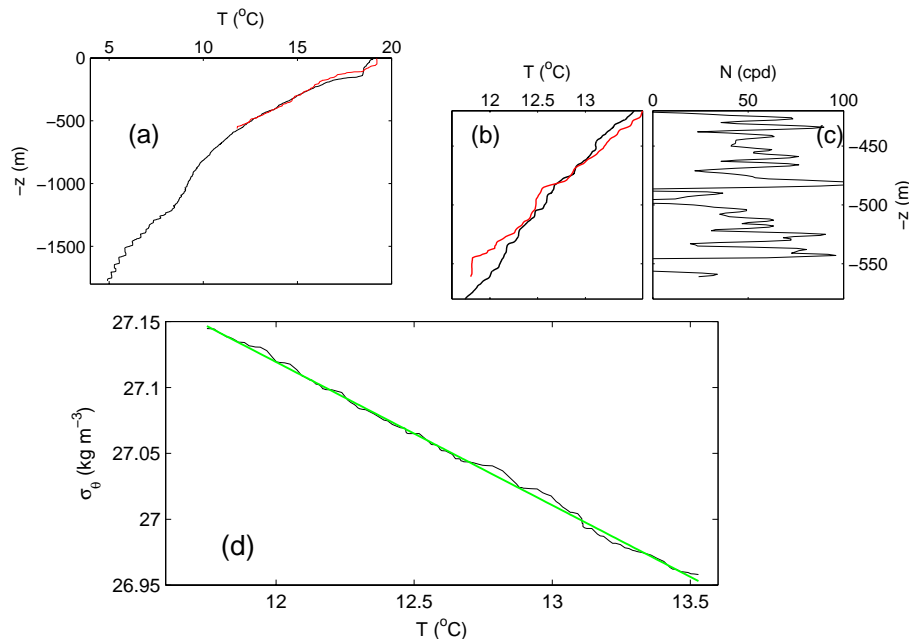 T (°C)
5 10 15 20
0
−500
−1000
−1500
−z (m)
(a)
T (°C)
12 12.5 13
(b)
N (cpd)
0 50 100
(c)
−450
−500
−550
−z (m)
27.15
27.1
27.05
27
26.95
σθ (kg m⁻³)
(d)
12 12.5 13 13.5
T (°C)